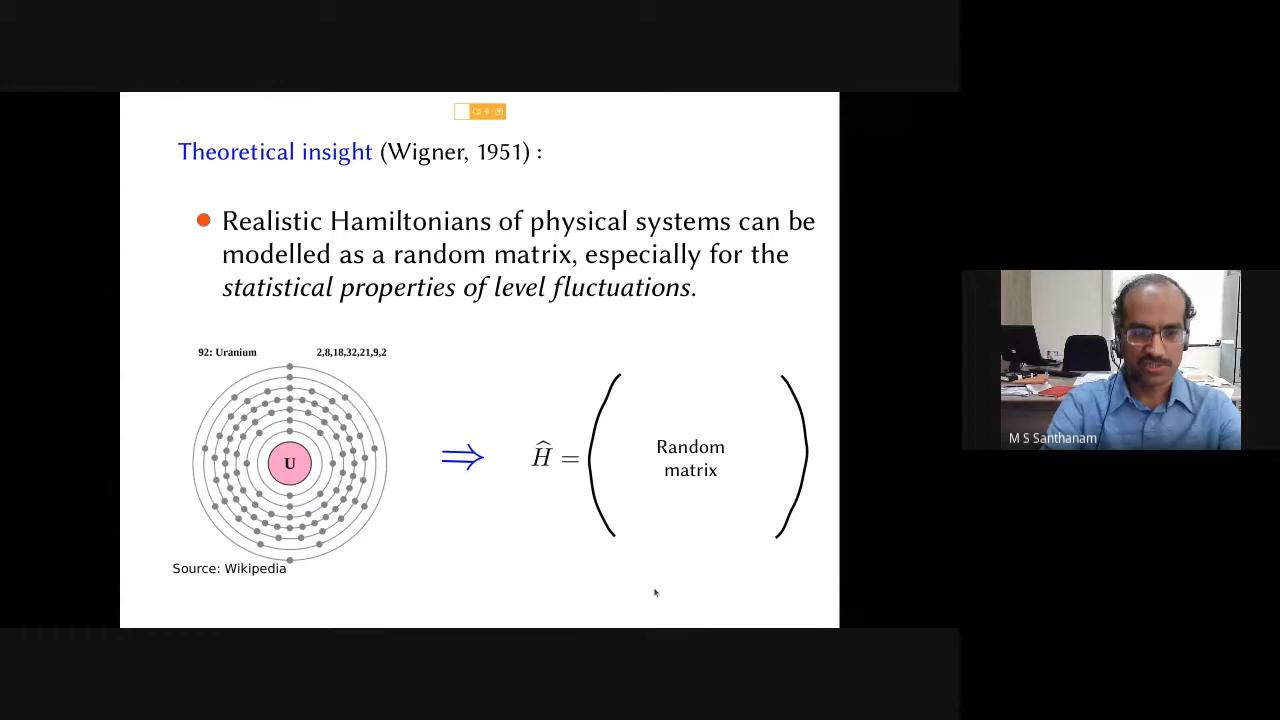 Theoretical insight (Wigner, 1951) :
Realistic Hamiltonians of physical systems can be
modelled as a random matrix, especially for the
statistical properties of level fluctuations.
92: Uranium 2,8,18,32,21,9,2
U
Ĥ = Random
matrix
Source: Wikipedia
M S Santhanam